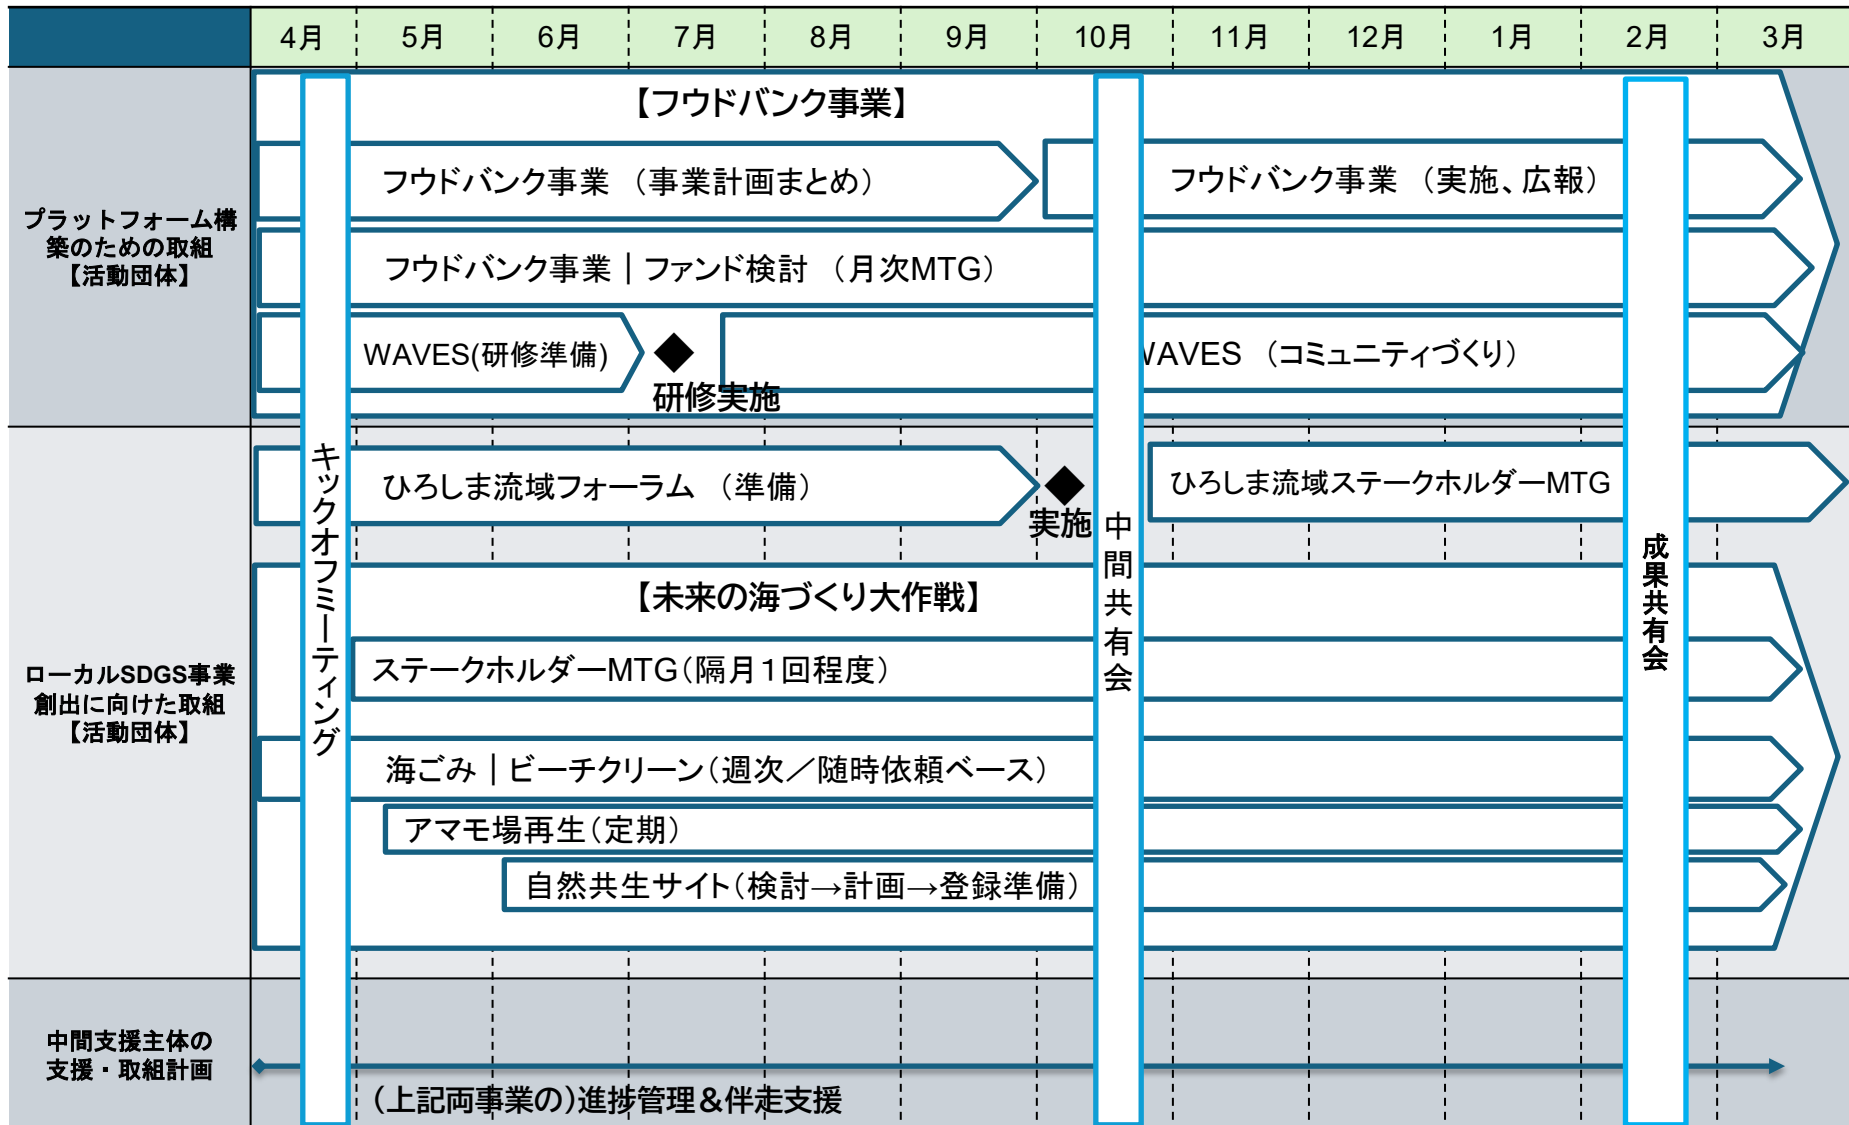 4月 5月 6月 7月 8月 9月 10月 11月 12月 1月 2月 3月
プラットフォーム構
築のための取組
【活動団体】
【フウドバンク事業】
フウドバンク事業 （事業計画まとめ）
フウドバンク事業 （実施、広報）
フウドバンク事業｜ファンド検討 （月次MTG）
WAVES(研修準備)
研修実施
WAVES （コミュニティづくり）
キックオフミーティング
中間共有会
成果共有会
ローカルSDGS事業
創出に向けた取組
【活動団体】
ひろしま流域フォーラム （準備）
実施
ひろしま流域ステークホルダーMTG
【未来の海づくり大作戦】
ステークホルダーMTG（隔月１回程度）
海ごみ｜ビーチクリーン（週次／随時依頼ベース）
アマモ場再生（定期）
自然共生サイト（検討→計画→登録準備）
中間支援主体の
支援・取組計画
（上記両事業の）進捗管理＆伴走支援